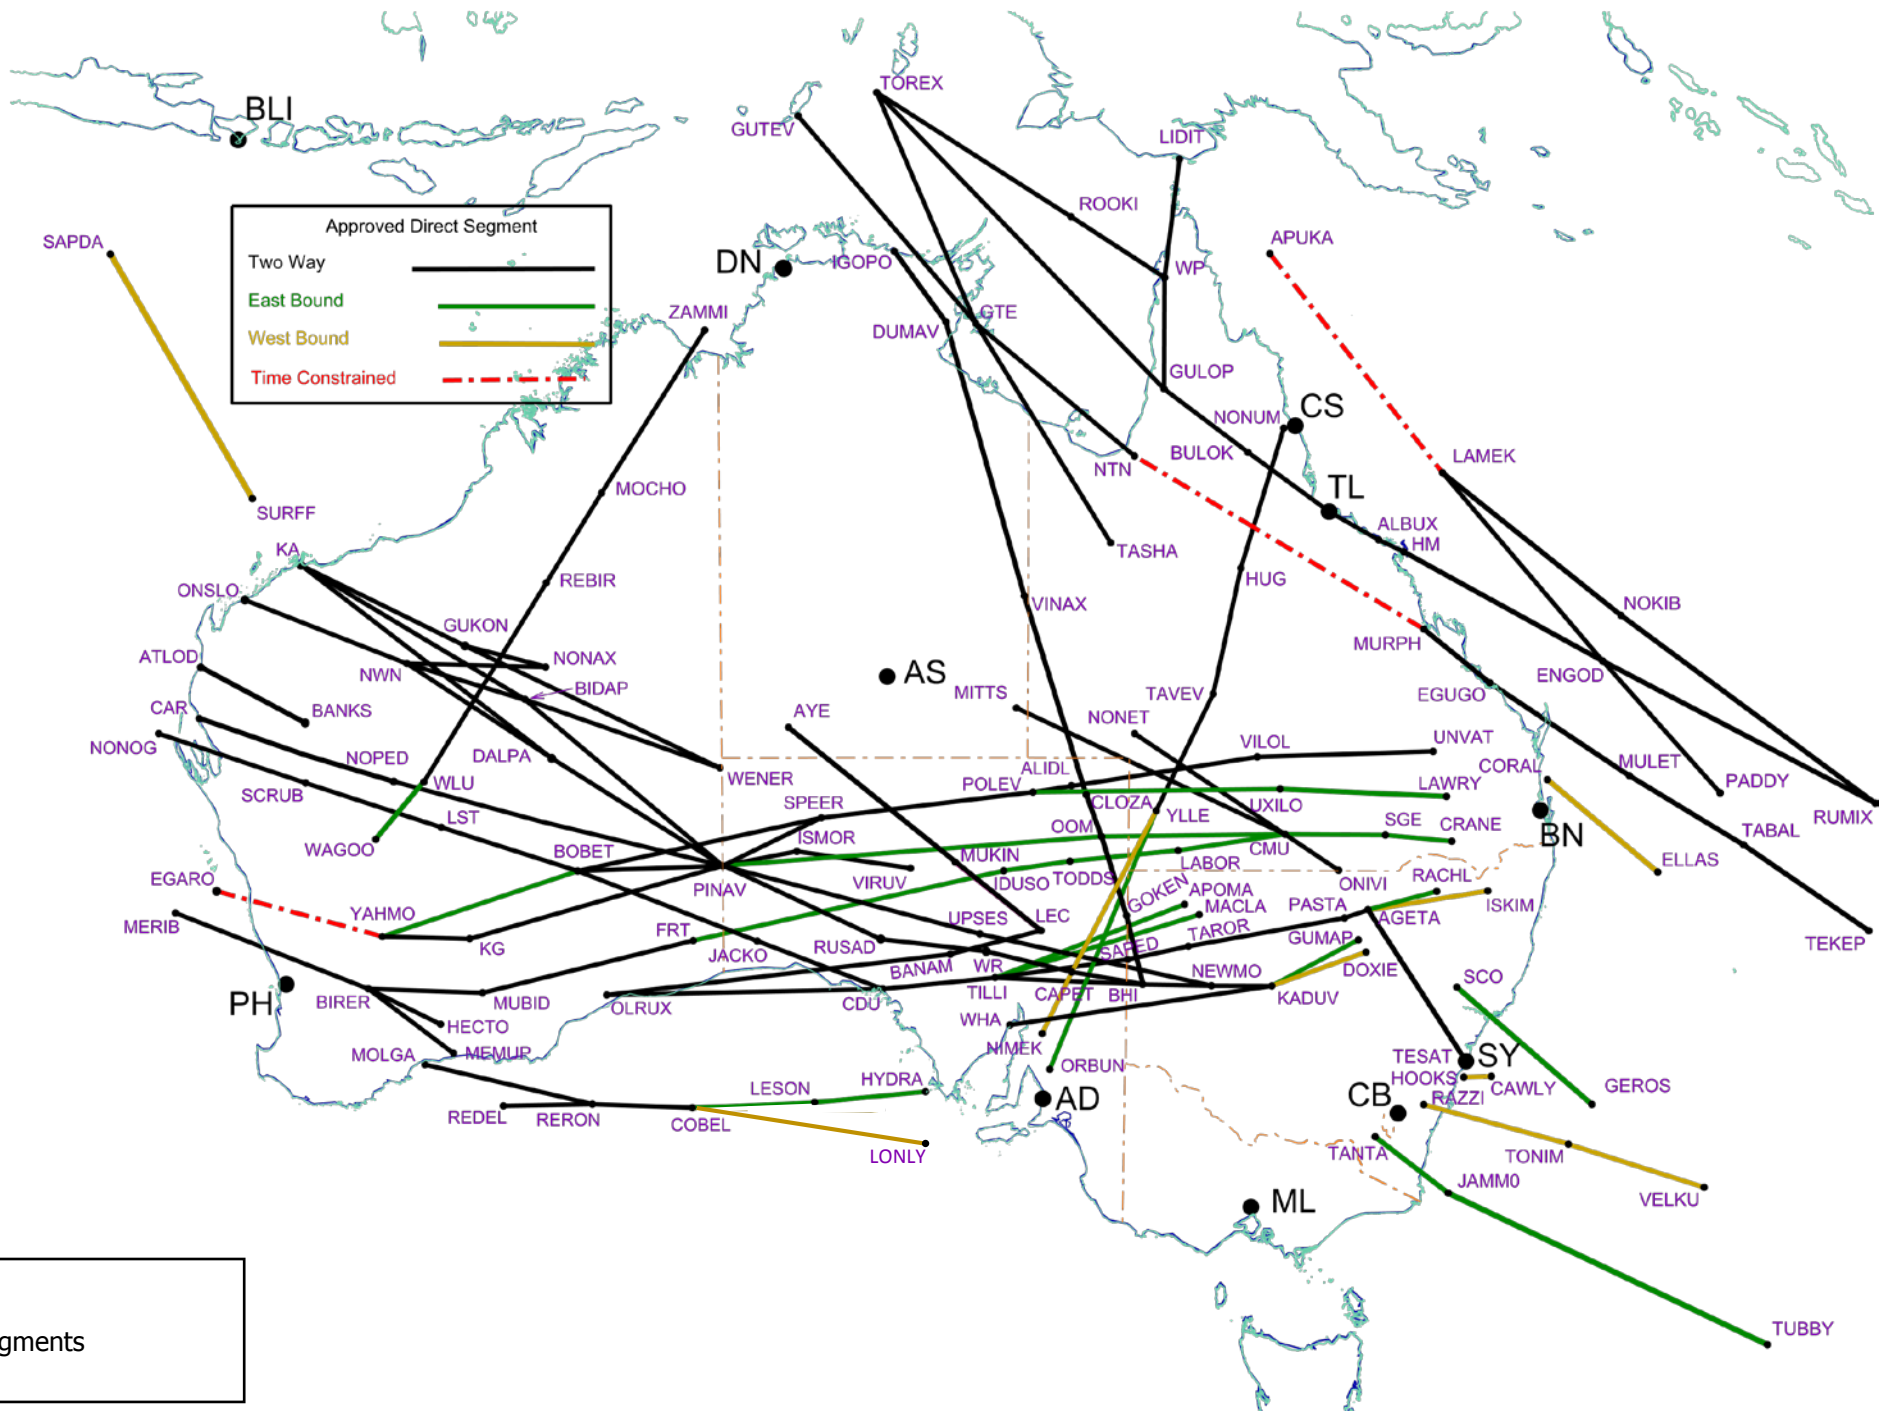 TOREX
BLI
GUTEV
LIDIT
ROOKI
SAPDA
Approved Direct Segment
Two Way
East Bound
West Bound
Time Constrained
APUKA
DN
IGOPO
WP
ZAMMI
GTE
DUMAV
GULOP
NONUM
CS
BULOK
LAMEK
NTN
MOCHO
TL
SURFF
ALBUX
HM
KA
TASHA
REBIR
HUG
ONSLO
VINAX
NOKIB
GUKON
MURPH
ATLOD
NONAX
NWN
AS
ENGOD
BIDAP
MITTS
TAVEV
EGUGO
CAR
BANKS
AYE
NONET
NONOG
UNVAT
VILOL
NOPED
DALPA
CORAL
MULET
WENER
ALIDL
POLEV
PADDY
WLU
LAWRY
SCRUB
SPEER
CLOZA
UXILO
YLLE
RUMIX
LST
OOM
SGE
CRANE
BN
TABAL
ISMOR
WAGOO
BOBET
MUKIN
CMU
LABOR
ELLAS
EGARO
PINAV
VIRUV
IDUSO
TODDS
ONIVI
RACHL
GOKEN
APOMA
MACLA
PASTA
ISKIM
YAHMO
UPSES
LEC
AGETA
MERIB
FRT
KG
JACKO
RUSAD
SAPED
TAROR
GUMAP
TEKEP
BANAM
WR
NEWMO
DOXIE
SCO
PH
BIRER
MUBID
OLRUX
CDU
TILLI
CAPET
BHI
KADUV
HECTO
WHA
MOLGA
MEMUP
NIMEK
ORBUN
TESAT
SY
HYDRA
LESON
HOOKS
CAWLY
GEROS
REDEL
RERON
COBEL
AD
CB
RAZZI
LONLY
TANTA
TONIM
JAMM0
ML
VELKU
TUBBY
gments